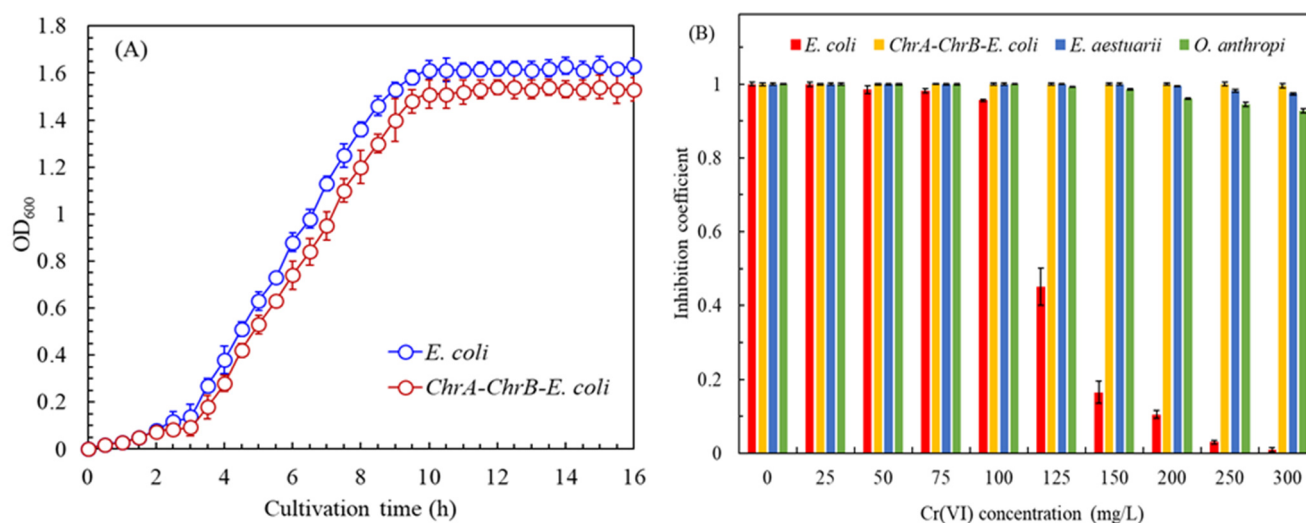 (A)
1.8
1.6
1.4
1.2
1
0.8
0.6
0.4
0.2
0
OD600
E. coli
ChrA-ChrB-E. coli
0 2 4 6 8 10 12 14 16
Cultivation time (h)
(B)
E. coli ChrA-ChrB-E. coli E. aestuarii O. anthropi
1
0.8
0.6
0.4
0.2
0
Inhibition coefficient
0 25 50 75 100 125 150 200 250 300
Cr(VI) concentration (mg/L)